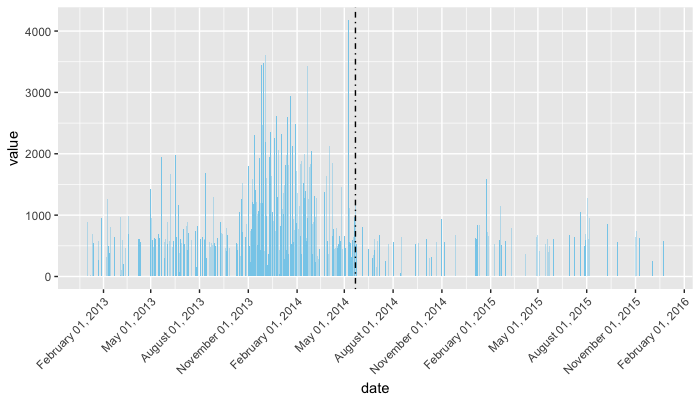 value
4000
3000
2000
1000
0
February 01, 2013
May 01, 2013
August 01, 2013
November 01, 2013
February 01, 2014
May 01, 2014
August 01, 2014
November 01, 2014
February 01, 2015
May 01, 2015
August 01, 2015
November 01, 2015
February 01, 2016
date